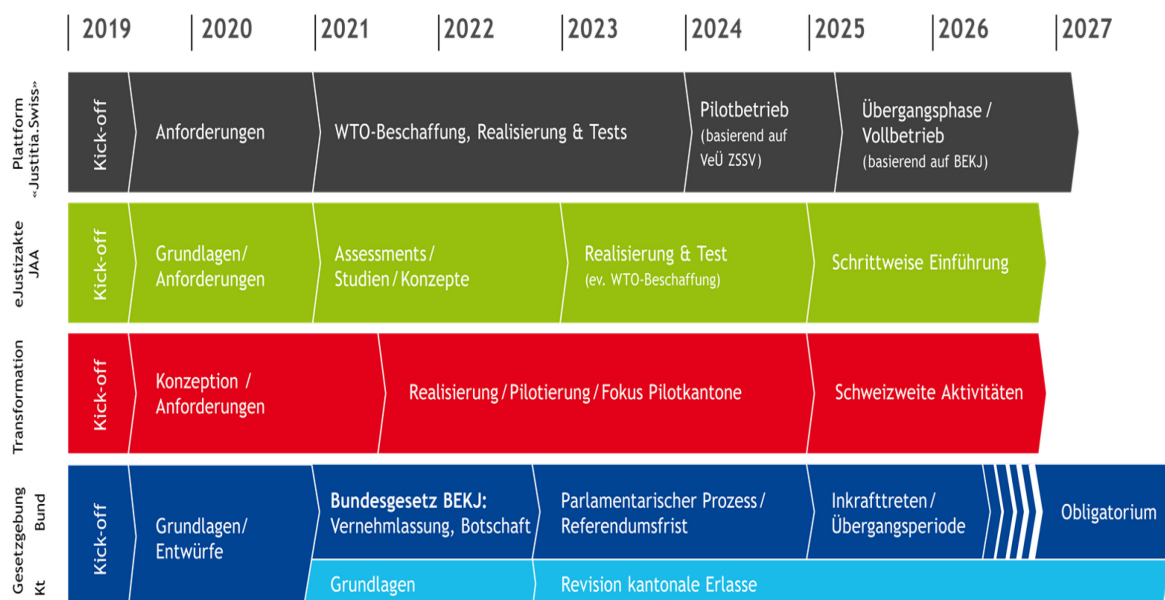 2019 2020 2021 2022 2023 2024 2025 2026 2027
Plattform
«Justitia.Swiss»
Kick-off
Anforderungen
WTO-Beschaffung, Realisierung & Tests
Pilotbetrieb
(basierend auf
VeÜ ZSSV)
Übergangsphase /
Vollbetrieb
(basierend auf BEKJ)
eJustizakte
JAA
Kick-off
Grundlagen/
Anforderungen
Assessments/
Studien/Konzepte
Realisierung & Test
(ev. WTO-Beschaffung)
Schrittweise Einführung
Transformation
Kick-off
Konzeption /
Anforderungen
Realisierung/Pilotierung/Fokus Pilotkantone
Schweizweite Aktivitäten
Gesetzgebung
Bund
Kt
Kick-off
Grundlagen/
Entwürfe
Bundesgesetz BEKJ:
Vernehmlassung, Botschaft
Parlamentarischer Prozess/
Referendumsfrist
Inkrafttreten/
Übergangsperiode
Obligatorium
Grundlagen
Revision kantonale Erlasse